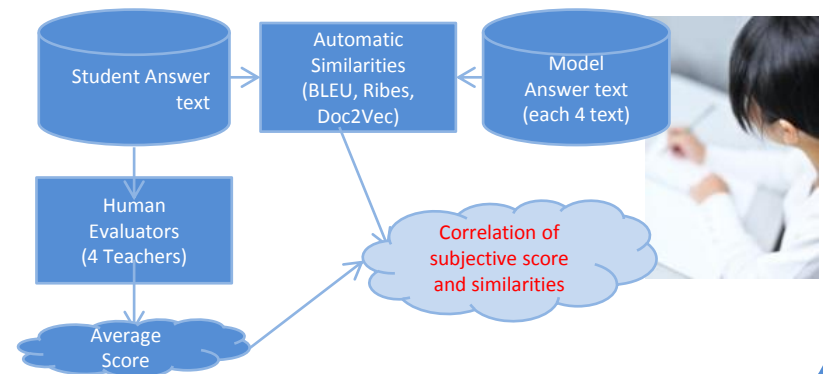 Student Answer
text
Automatic
Similarities
(BLEU, Ribes,
Doc2Vec)
Model
Answer text
(each 4 text)
Human
Evaluators
(4 Teachers)
Correlation of
subjective score
and similarities
Average
Score